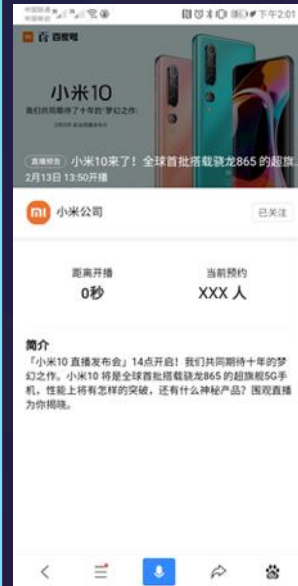 下午2:01
百度
小米10
我们共同期待了十年的“梦幻之作”
直播预告 小米10来了！全球首批搭载骁龙865的超旗...
2月13日 13:50开播
小米公司
已关注
距离开播
当前预约
0秒
XXX 人
简介
「小米10 直播发布会」14点开启！我们共同期待十年的梦
幻之作。小米10 将是全球首批搭载骁龙865 的超旗舰5G手
机，性能上将有怎样的突破，还有什么神秘产品？围观直播
为你揭晓。